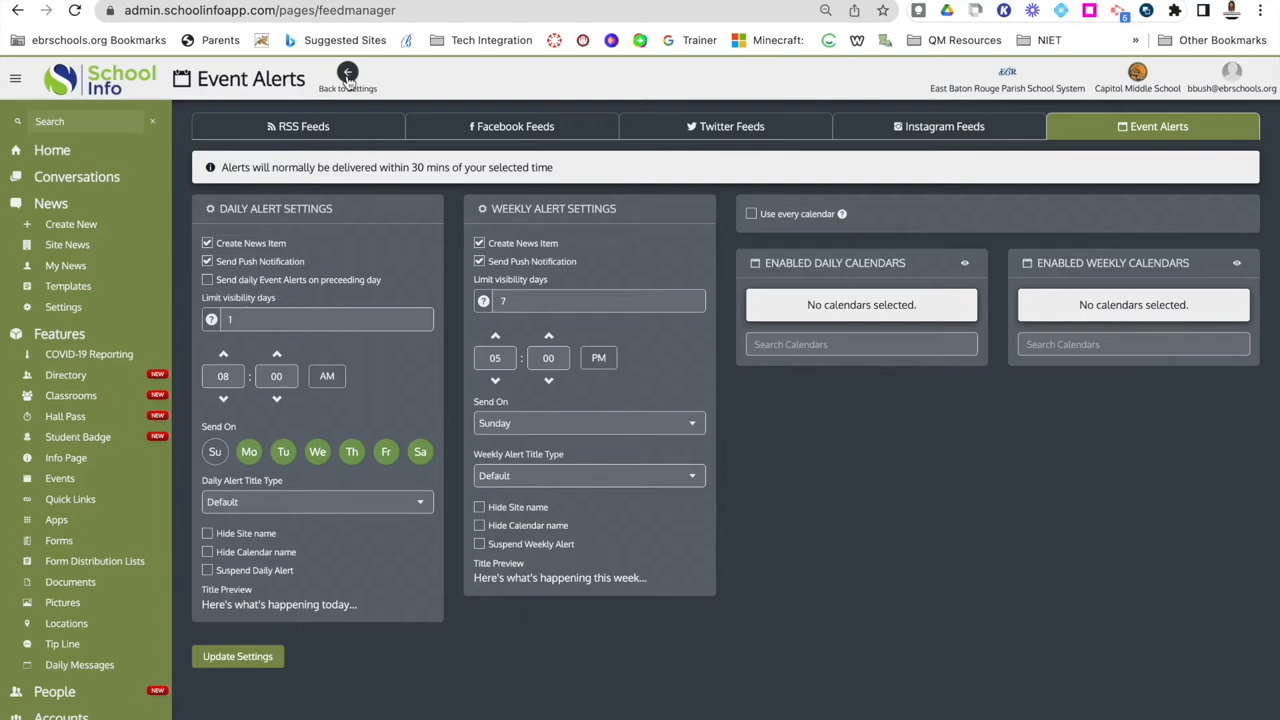 admin.schoolinfoapp.com/pages/feedmanager
5
ebrschools.org Bookmarks
Parents
Suggested Sites
Tech Integration
Trainer
Minecraft:
QM Resources
NIET
»
Other Bookmarks
School
Info
Event Alerts
Back to Settings
EBR
East Baton Rouge Parish School System
Capitol Middle School
bbush@ebrschools.org
Search
Home
Conversations
News
Create New
Site News
My News
Templates
Settings
Features
COVID-19 Reporting
Directory NEW
Classrooms NEW
Hall Pass NEW
Student Badge NEW
Info Page
Events
Quick Links
Apps
Forms
Form Distribution Lists
Documents
Pictures
Locations
Tip Line
Daily Messages
People NEW
Accounts
RSS Feeds
Facebook Feeds
Twitter Feeds
Instagram Feeds
Event Alerts
Alerts will normally be delivered within 30 mins of your selected time
DAILY ALERT SETTINGS
Create News Item
Send Push Notification
Send daily Event Alerts on preceeding day
Limit visibility days
1
08 : 00 AM
Send On
Su Mo Tu We Th Fr Sa
Daily Alert Title Type
Default
Hide Site name
Hide Calendar name
Suspend Daily Alert
Title Preview
Here's what's happening today...
Update Settings
WEEKLY ALERT SETTINGS
Create News Item
Send Push Notification
Limit visibility days
7
05 : 00 PM
Send On
Sunday
Weekly Alert Title Type
Default
Hide Site name
Hide Calendar name
Suspend Weekly Alert
Title Preview
Here's what's happening this week...
Use every calendar
ENABLED DAILY CALENDARS
No calendars selected.
Search Calendars
ENABLED WEEKLY CALENDARS
No calendars selected.
Search Calendars